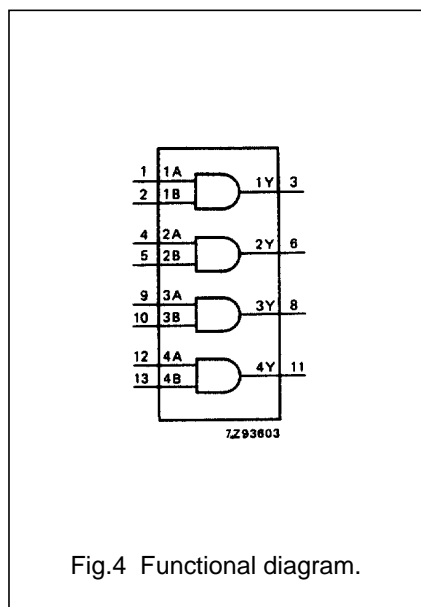 1 1A 1Y 3
2 1B
4 2A 2Y 6
5 2B
9 3A 3Y 8
10 3B
12 4A 4Y 11
13 4B
7Z93603
Fig.4 Functional diagram.